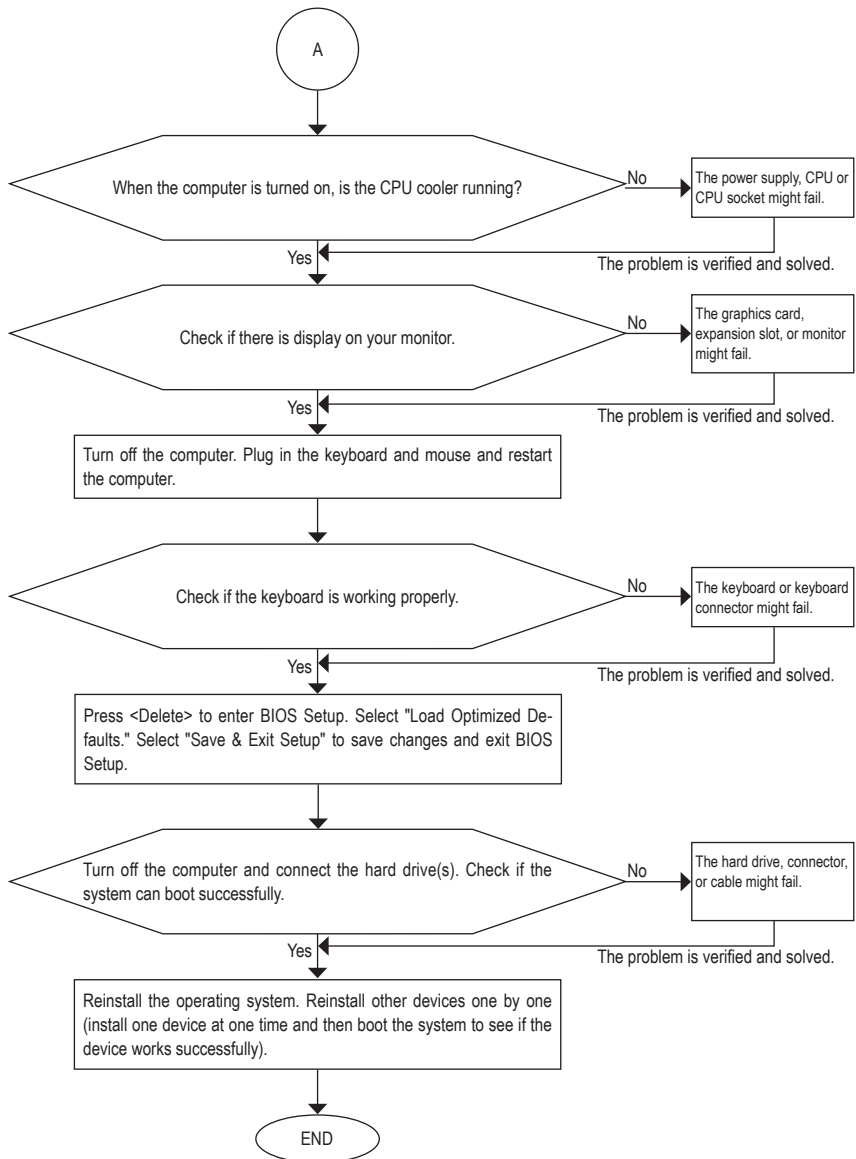 A
When the computer is turned on, is the CPU cooler running?
No
The power supply, CPU or
CPU socket might fail.
Yes
The problem is verified and solved.
Check if there is display on your monitor.
No
The graphics card,
expansion slot, or monitor
might fail.
Yes
The problem is verified and solved.
Turn off the computer. Plug in the keyboard and mouse and restart
the computer.
Check if the keyboard is working properly.
No
The keyboard or keyboard
connector might fail.
Yes
The problem is verified and solved.
Press <Delete> to enter BIOS Setup. Select "Load Optimized De-
faults." Select "Save & Exit Setup" to save changes and exit BIOS
Setup.
Turn off the computer and connect the hard drive(s). Check if the
system can boot successfully.
No
The hard drive, connector,
or cable might fail.
Yes
The problem is verified and solved.
Reinstall the operating system. Reinstall other devices one by one
(install one device at one time and then boot the system to see if the
device works successfully).
END